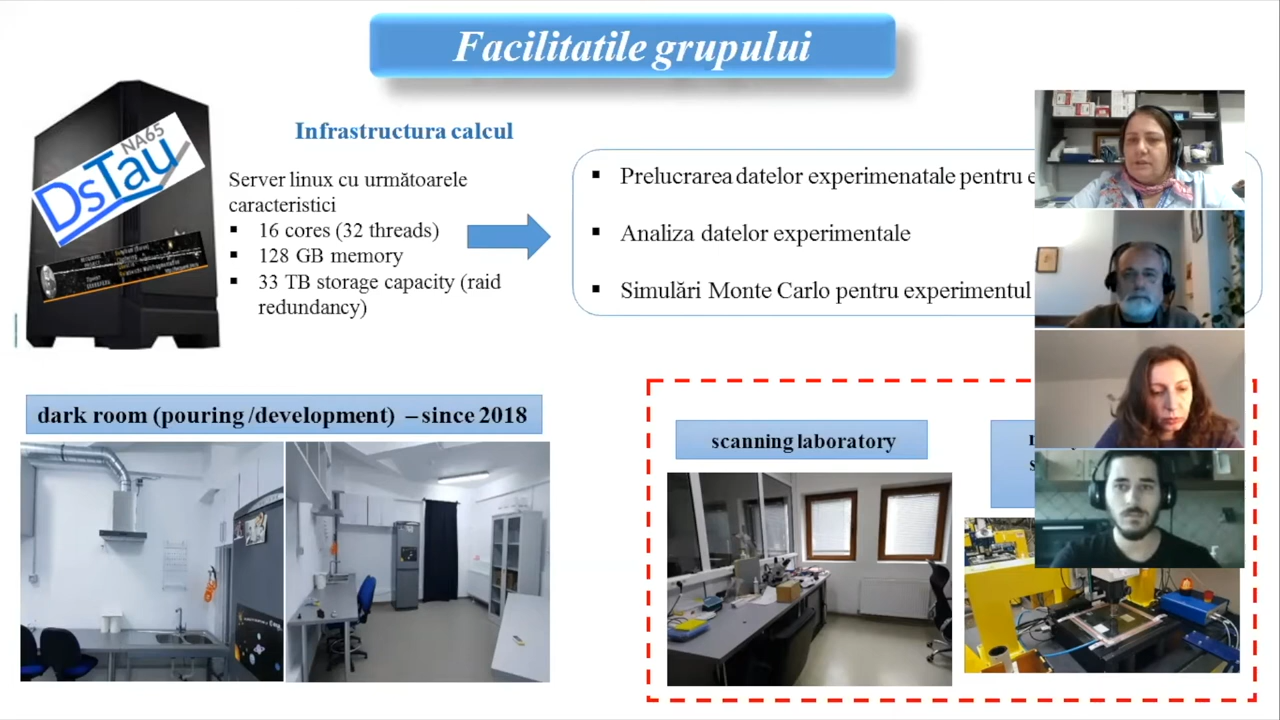 Facilitatile grupului
NA65
DsTau
Infrastructura calcul
Server linux cu următoarele
caracteristici
▪ 16 cores (32 threads)
▪ 128 GB memory
▪ 33 TB storage capacity (raid
redundancy)
▪ Prelucrarea datelor experimenatale pentru
▪ Analiza datelor experimentale
▪ Simulări Monte Carlo pentru experimentul
dark room (pouring /development) – since 2018
scanning laboratory